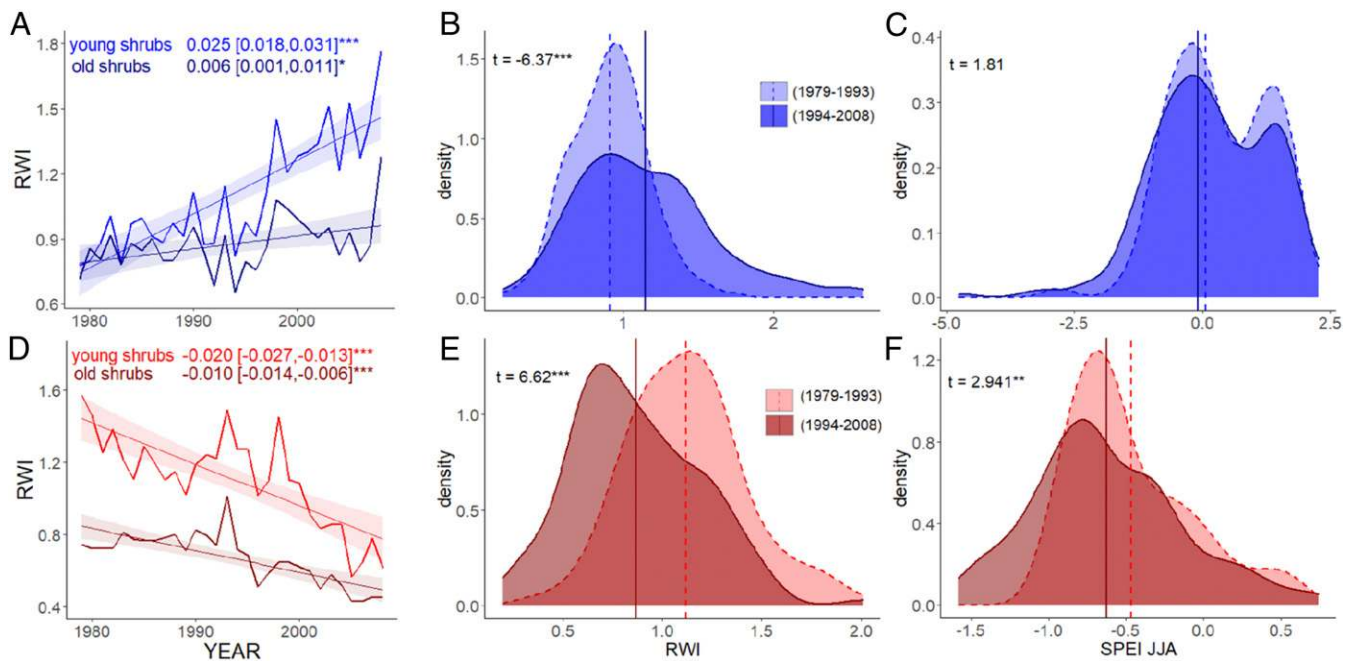 A
young shrubs 0.025 [0.018,0.031]***
old shrubs 0.006 [0.001,0.011]*
RWI
1.8
1.5
1.2
0.9
0.6
1980 1990 2000
B
t = -6.37***
(1979-1993)
(1994-2008)
density
1.5
1.0
0.5
0.0
1 2
C
t = 1.81
density
0.4
0.3
0.2
0.1
0.0
-5.0 -2.5 0.0 2.5
D
young shrubs -0.020 [-0.027,-0.013]***
old shrubs -0.010 [-0.014,-0.006]***
RWI
1.6
1.2
0.8
0.4
1980 1990 2000
YEAR
E
t = 6.62***
(1979-1993)
(1994-2008)
density
1.0
0.5
0.0
0.5 1.0 1.5 2.0
RWI
F
t = 2.941**
density
1.2
0.8
0.4
0.0
-1.5 -1.0 -0.5 0.0 0.5
SPEI JJA